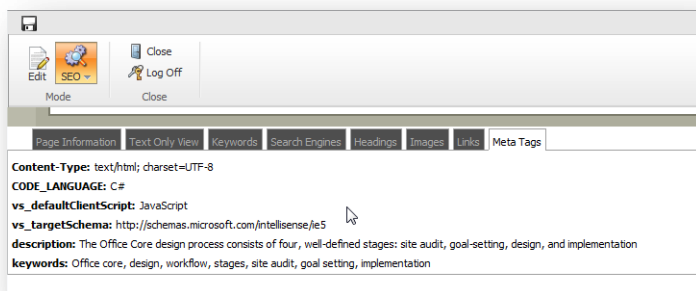 Edit
SEO
Close
Log Off
Mode
Close
Page Information Text Only View Keywords Search Engines Headings Images Links Meta Tags
Content-Type: text/html; charset=UTF-8
CODE_LANGUAGE: C#
vs_defaultClientScript: JavaScript
vs_targetSchema: http://schemas.microsoft.com/intellisense/ie5
description: The Office Core design process consists of four, well-defined stages: site audit, goal-setting, design, and implementation
keywords: Office core, design, workflow, stages, site audit, goal setting, implementation